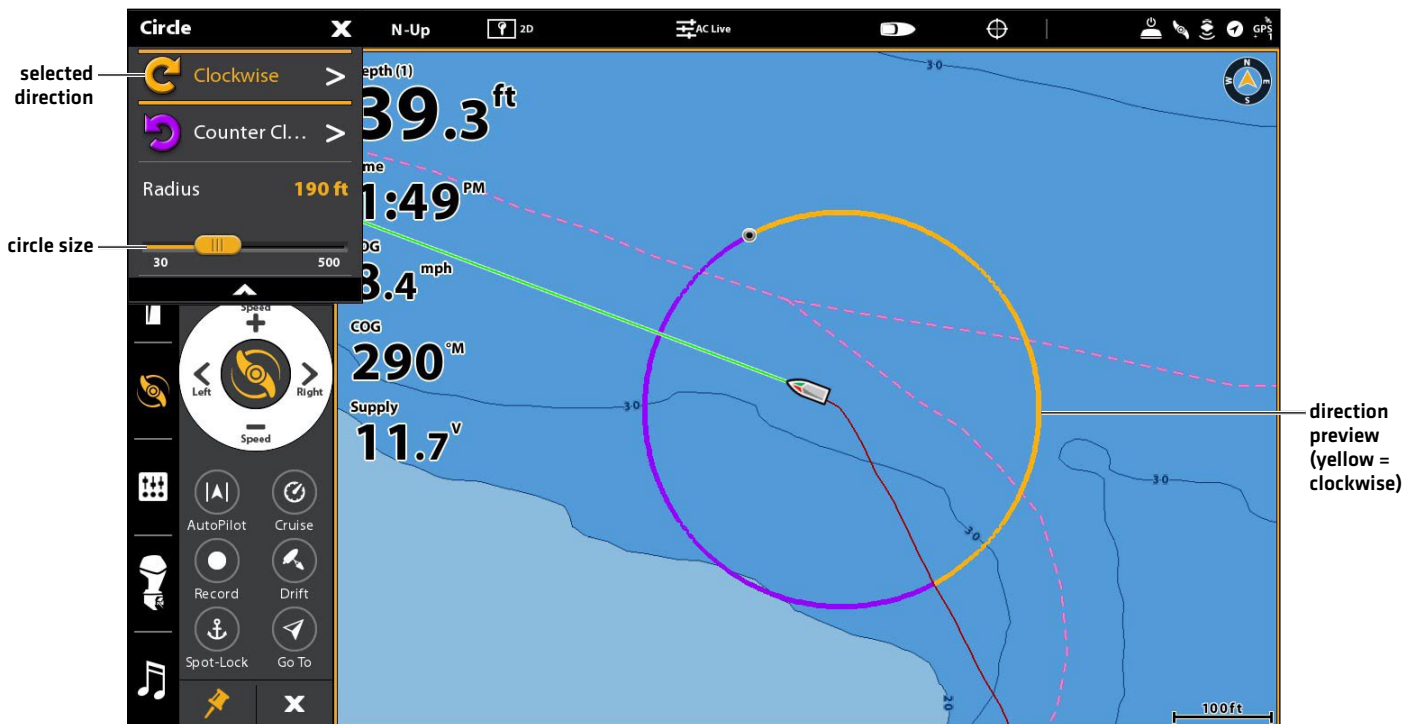 Circle X N-Up 2D AC Live GPS
1
selected
direction
Clockwise >
Counter Cl... >
Radius 190 ft
circle size
30 500
epth (1)
39.3 ft
me
1:49 PM
OG
8.4 mph
COG
290 °M
Supply
11.7 V
N
W E
S
Speed
+
< >
Left Right
Speed
AutoPilot Cruise
Record Drift
Spot-Lock Go To
X
30
30
30
30
20
direction
preview
(yellow =
clockwise)
100ft